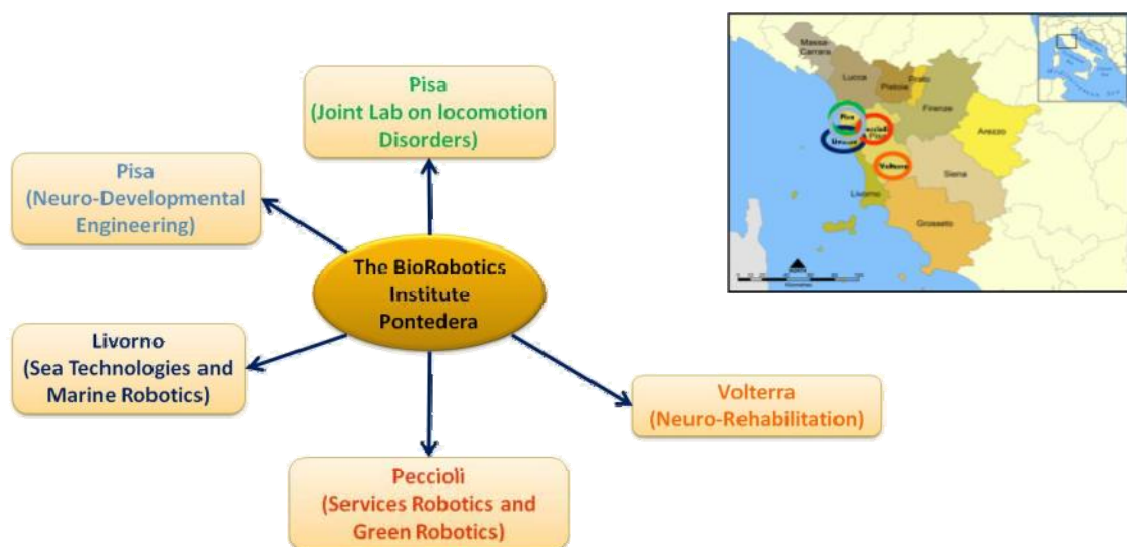 Pisa
(Joint Lab on locomotion
Disorders)
Pisa
(Neuro-Developmental
Engineering)
The BioRobotics
Institute
Pontedera
Livorno
(Sea Technologies and
Marine Robotics)
Volterra
(Neuro-Rehabilitation)
Peccioli
(Services Robotics and
Green Robotics)
Massa-
Carrara
Lucca
Pistoia
Prato
Firenze
Pisa
Peccioli
Arezzo
Volterra
Siena
Livorno
Grosseto
Kilometres